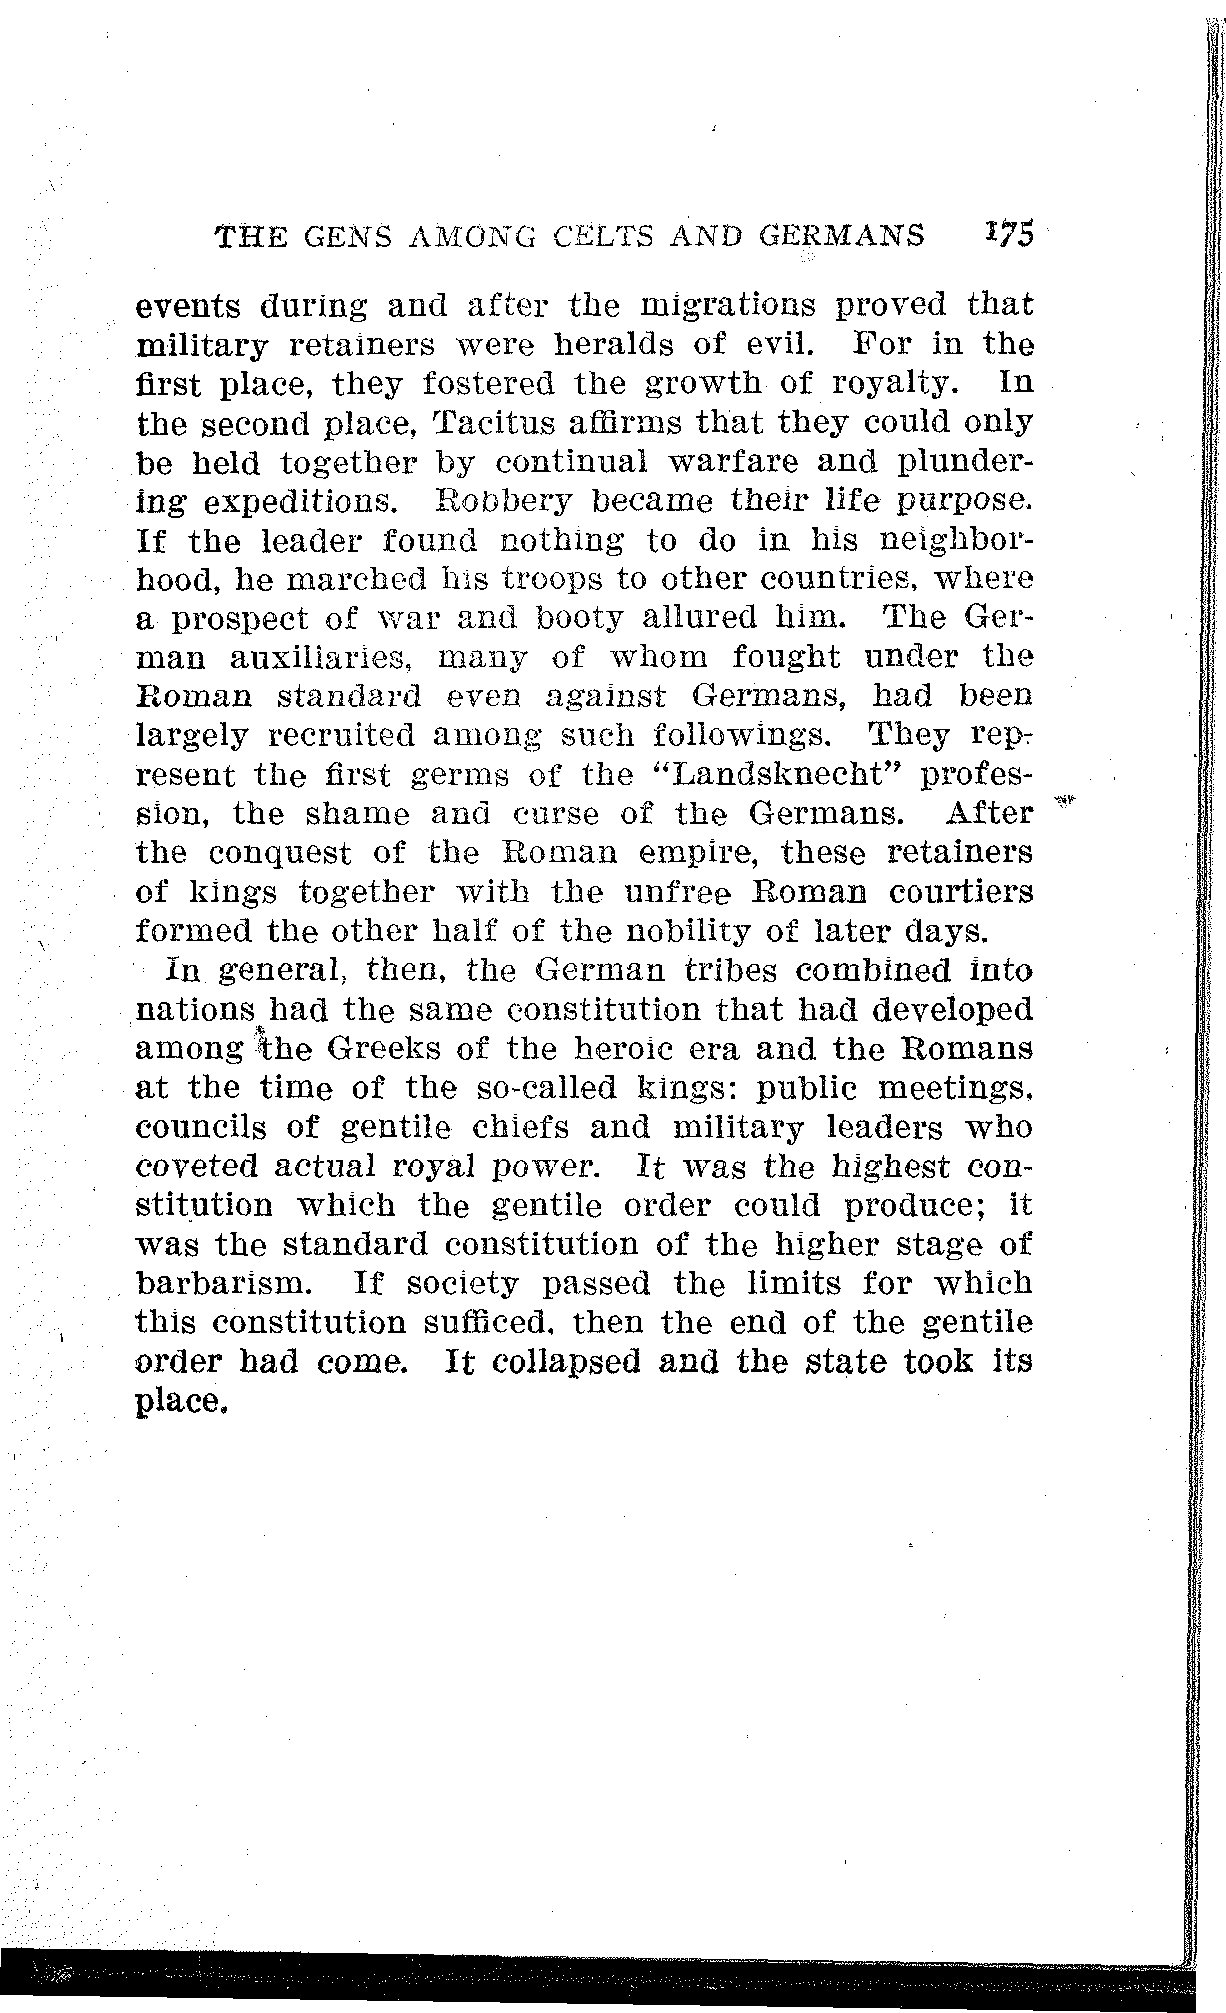 THE GENS AMONG CELTS AND GERMANS 175
events during and after the migrations proved that
military retainers were heralds of evil. For in the
first place, they fostered the growth of royalty. In
the second place, Tacitus affirms that they could only
be held together by continual warfare and plunder-
ing expeditions. Robbery became their life purpose.
If the leader found nothing to do in his neighbor-
hood, he marched his troops to other countries, where
a prospect of war and booty allured him. The Ger-
man auxiliaries, many of whom fought under the
Roman standard even against Germans, had been
largely recruited among such followings. They rep-
resent the first germs of the “Landsknecht” profes-
sion, the shame and curse of the Germans. After
the conquest of the Roman empire, these retainers
of kings together with the unfree Roman courtiers
formed the other half of the nobility of later days.
In general, then, the German tribes combined into
nations had the same constitution that had developed
among the Greeks of the heroic era and the Romans
at the time of the so-called kings: public meetings,
councils of gentile chiefs and military leaders who
coveted actual royal power. It was the highest con-
stitution which the gentile order could produce; it
was the standard constitution of the higher stage of
barbarism. If society passed the limits for which
this constitution sufficed, then the end of the gentile
order had come. It collapsed and the state took its
place.